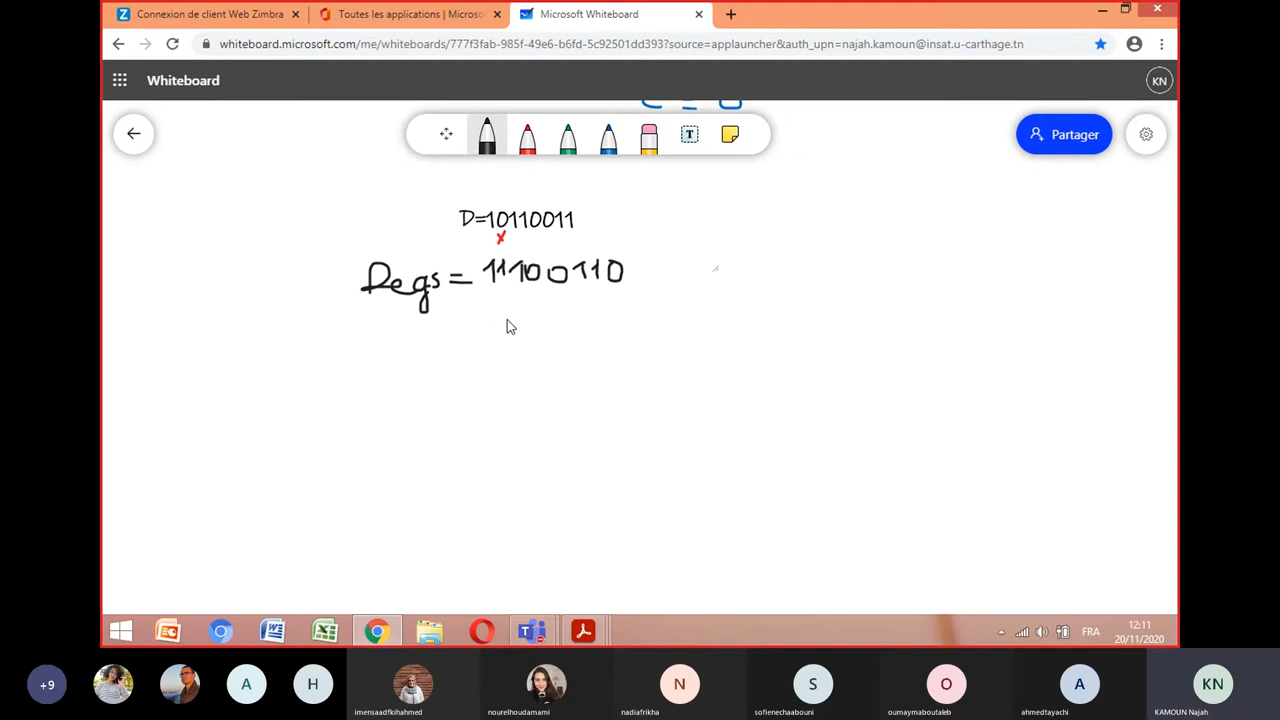 Connexion de client Web Zimbra
Toutes les applications | Microso
Microsoft Whiteboard
whiteboard.microsoft.com/me/whiteboards/777f3fab-985f-49e6-b6fd-5c92501dd393?source=applauncher&auth_upn=najah.kamoun@insat.u-carthage.tn
Whiteboard
KN
T
Partager
D=10110011
x
Degs = 11100110
FRA
12:11
20/11/2020
+9
A
H
N
S
O
A
KN
imensaadfkihahmed
nourelhoudamami
nadiafrikha
sofienechaabouni
oumaymaboutaleb
ahmedtayachi
KAMOUN Najah